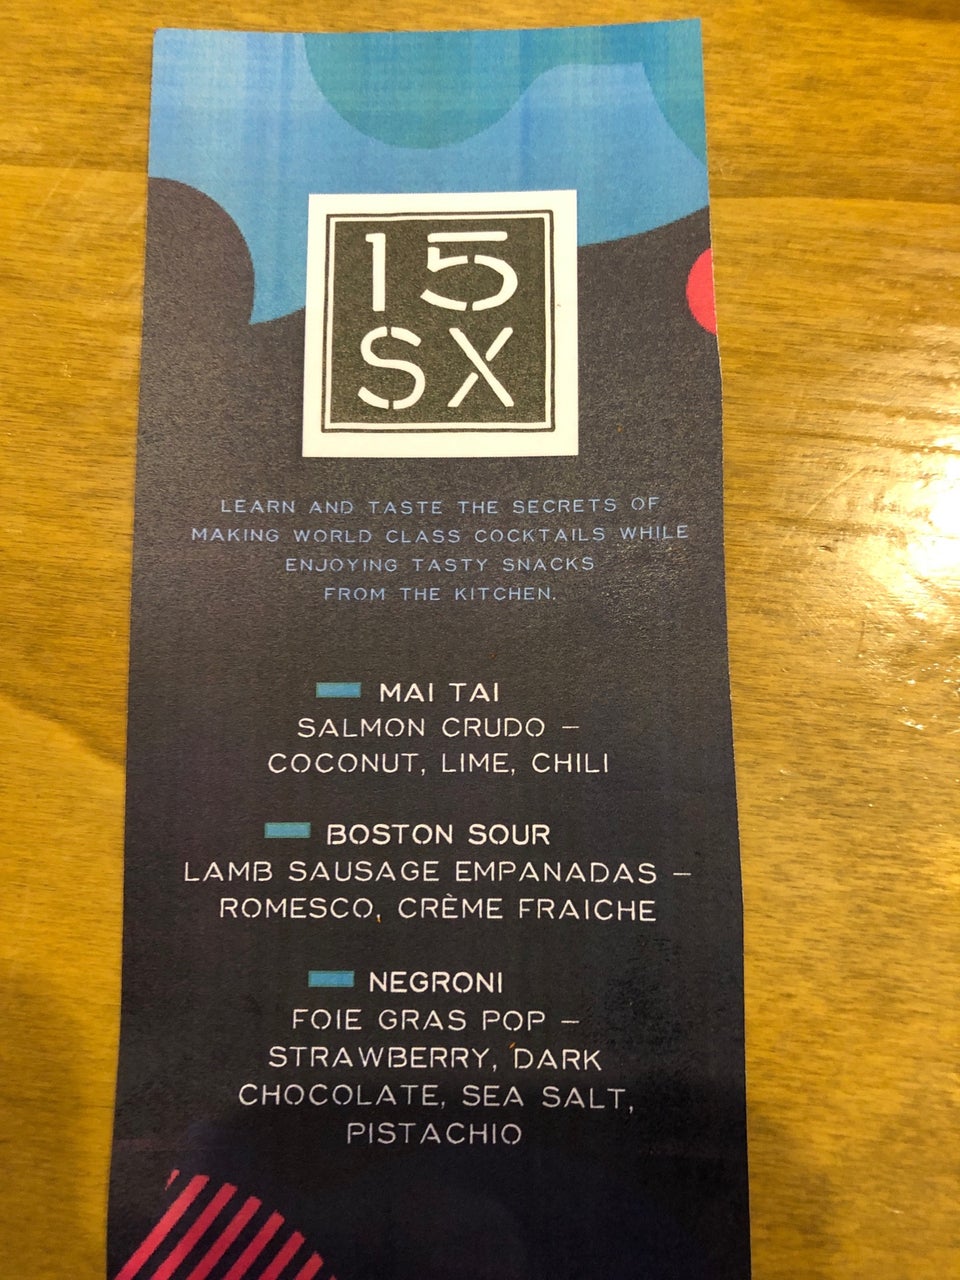 15
SX
LEARN AND TASTE THE SECRETS OF
MAKING WORLD CLASS COCKTAILS WHILE
ENJOYING TASTY SNACKS
FROM THE KITCHEN.
MAI TAI
SALMON CRUDO –
COCONUT, LIME, CHILI
BOSTON SOUR
LAMB SAUSAGE EMPANADAS –
ROMESCO, CRÈME FRAICHE
NEGRONI
FOIE GRAS POP –
STRAWBERRY, DARK
CHOCOLATE, SEA SALT,
PISTACHIO